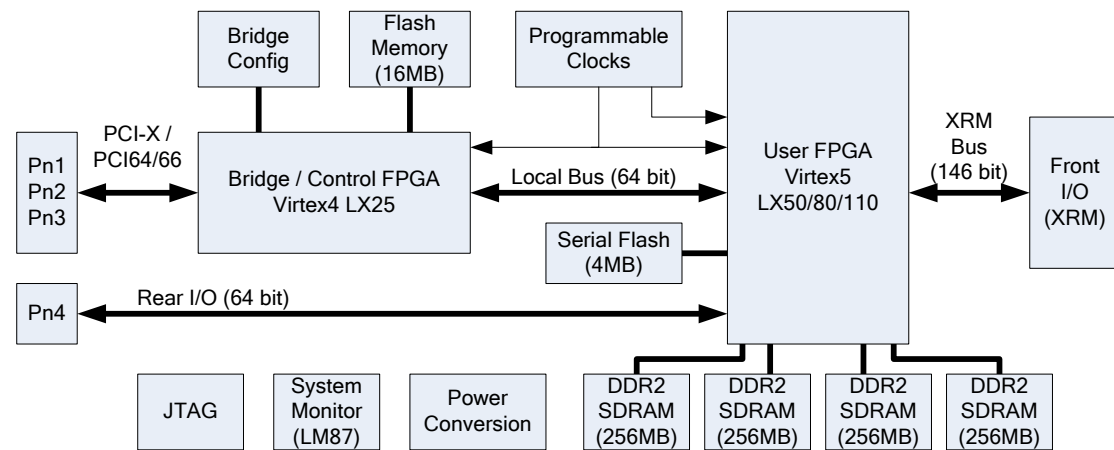 Bridge
Config
Flash
Memory
(16MB)
Programmable
Clocks
PCI-X /
PCI64/66
Pn1
Pn2
Pn3
Bridge / Control FPGA
Virtex4 LX25
Local Bus (64 bit)
User FPGA
Virtex5
LX50/80/110
XRM
Bus
(146 bit)
Front
I/O
(XRM)
Serial Flash
(4MB)
Pn4
Rear I/O (64 bit)
JTAG
System
Monitor
(LM87)
Power
Conversion
DDR2
SDRAM
(256MB)
DDR2
SDRAM
(256MB)
DDR2
SDRAM
(256MB)
DDR2
SDRAM
(256MB)